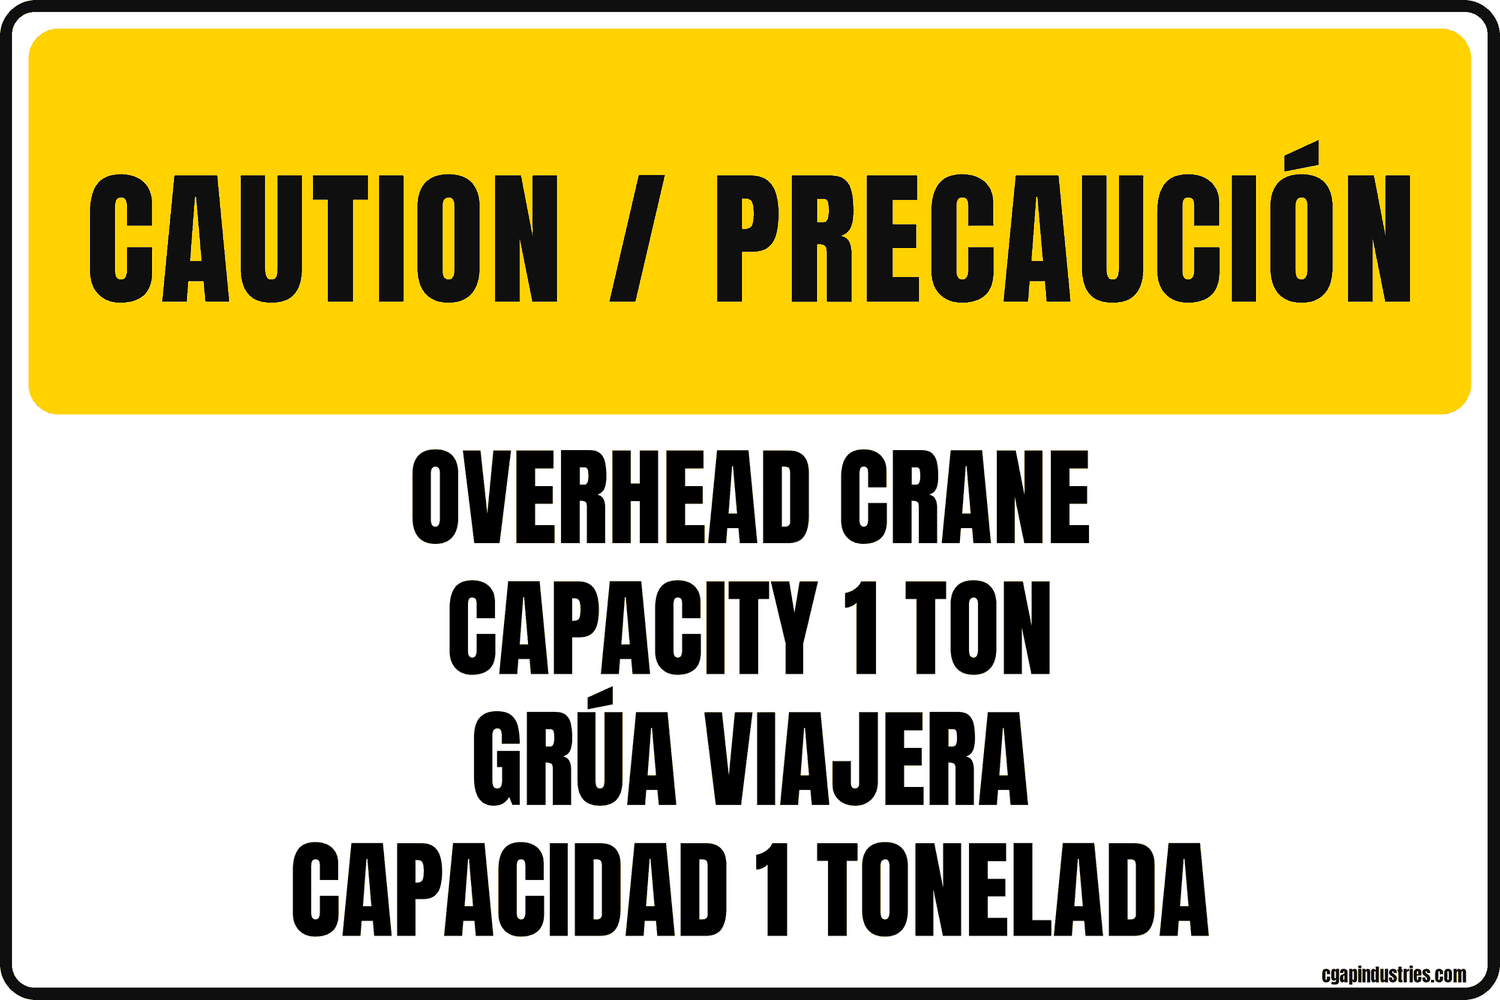 CAUTION / PRECAUCIÓN
OVERHEAD CRANE
CAPACITY 1 TON
GRÚA VIAJERA
CAPACIDAD 1 TONELADA
cgapindustries.com